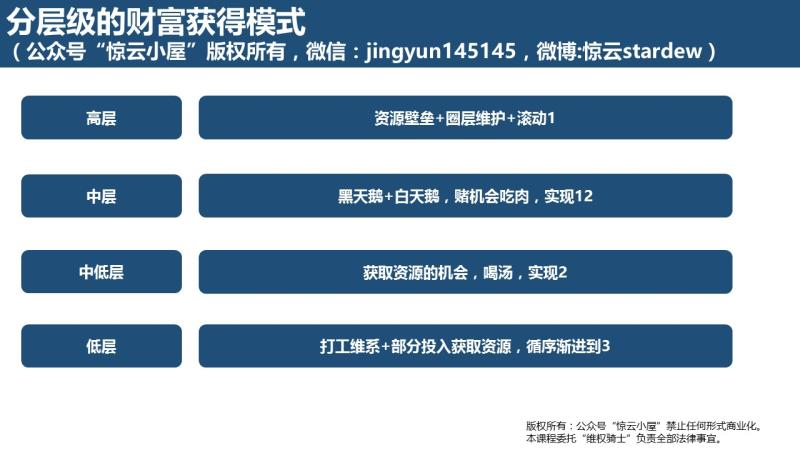 分层级的财富获得模式
（公众号“惊云小屋”版权所有，微信：jingyun145145，微博:惊云stardew）
高层
资源壁垒+圈层维护+滚动1
中层
黑天鹅+白天鹅，赌机会吃肉，实现12
中低层
获取资源的机会，喝汤，实现2
低层
打工维系+部分投入获取资源，循序渐进到3
版权所有：公众号“惊云小屋”禁止任何形式商业化。
本课程委托“维权骑士”负责全部法律事宜。